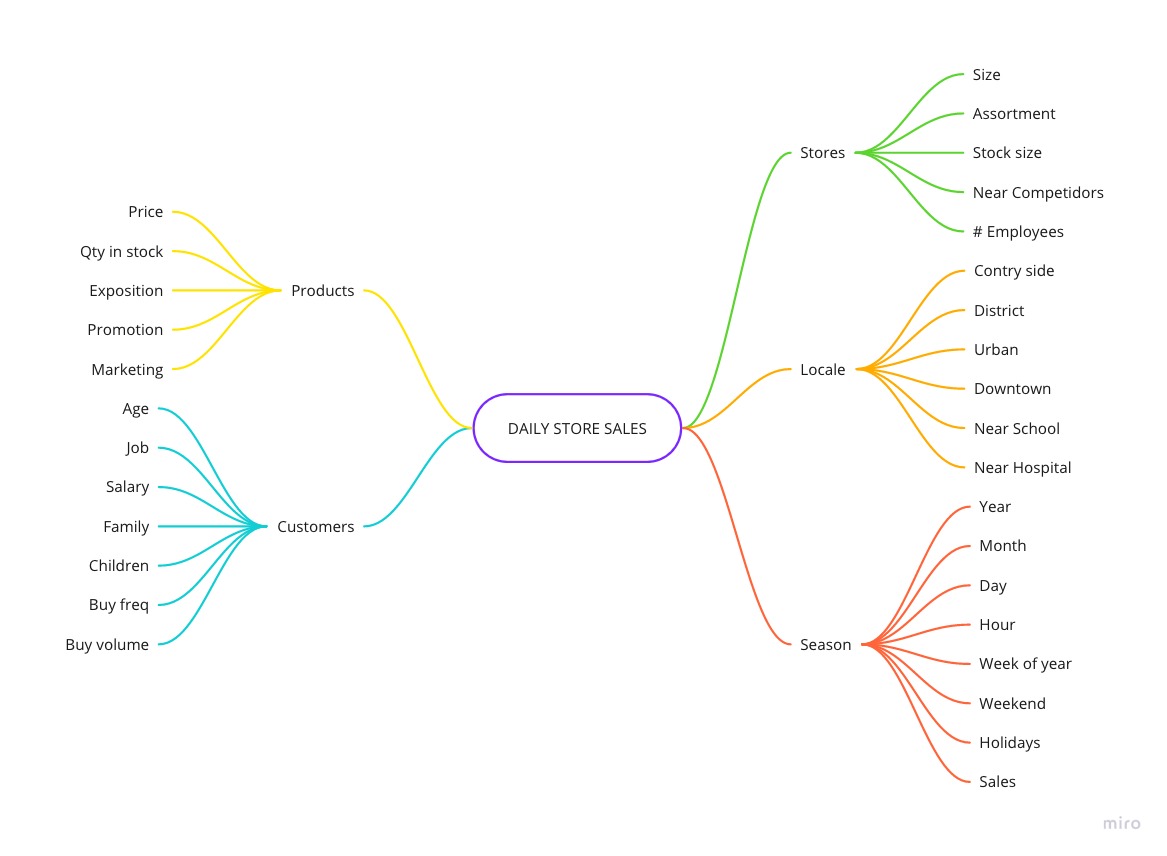 DAILY STORE SALES
Products
Price
Qty in stock
Exposition
Promotion
Marketing
Customers
Age
Job
Salary
Family
Children
Buy freq
Buy volume
Stores
Size
Assortment
Stock size
Near Competidors
# Employees
Locale
Contry side
District
Urban
Downtown
Near School
Near Hospital
Season
Year
Month
Day
Hour
Week of year
Weekend
Holidays
Sales
miro